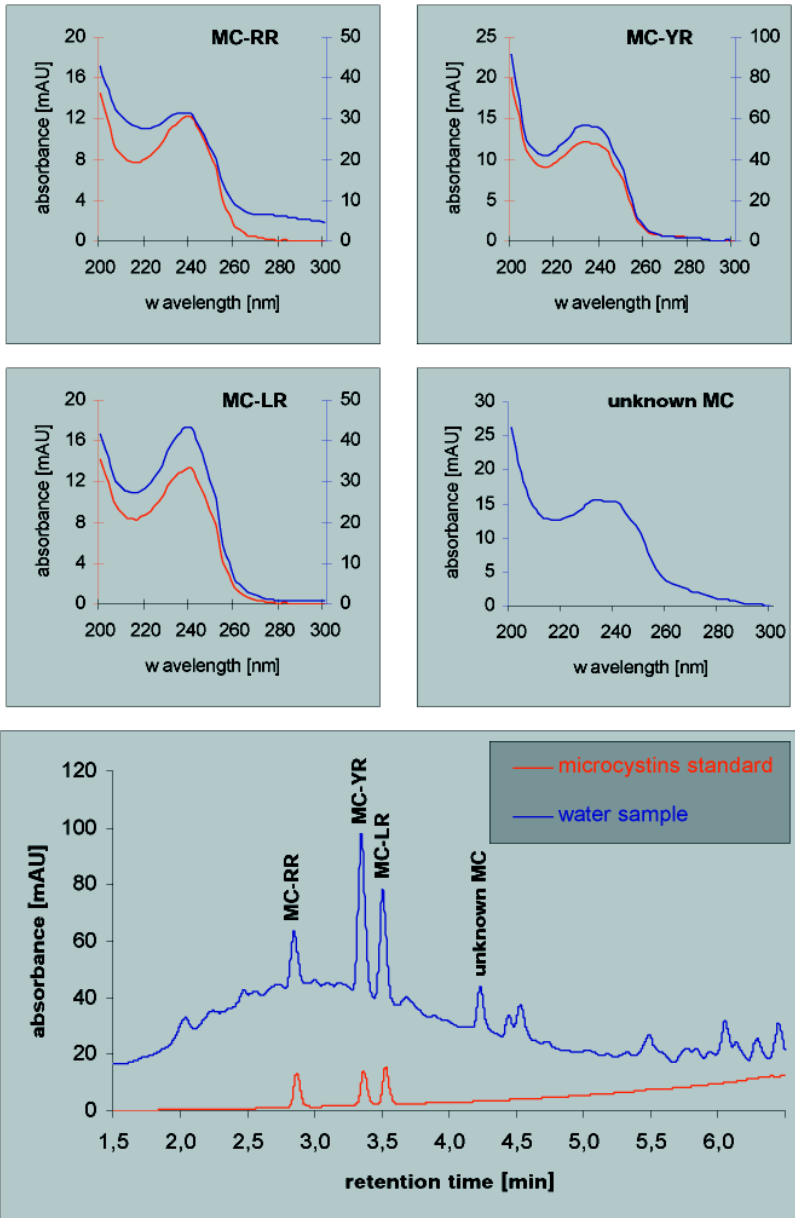 MC-RR
absorbance [mAU]
20 16 12 8 4 0
50 40 30 20 10 0
200 220 240 260 280 300
w avelength [nm]
MC-YR
absorbance [mAU]
25 20 15 10 5 0
100 80 60 40 20 0
200 220 240 260 280 300
w avelength [nm]
MC-LR
absorbance [mAU]
20 16 12 8 4 0
50 40 30 20 10 0
200 220 240 260 280 300
w avelength [nm]
unknown MC
absorbance [mAU]
30 25 20 15 10 5 0
200 220 240 260 280 300
w avelength [nm]
microcystins standard
water sample
absorbance [mAU]
120 100 80 60 40 20 0
MC-RR
MC-YR
MC-LR
unknown MC
1,5 2,0 2,5 3,0 3,5 4,0 4,5 5,0 5,5 6,0
retention time [min]